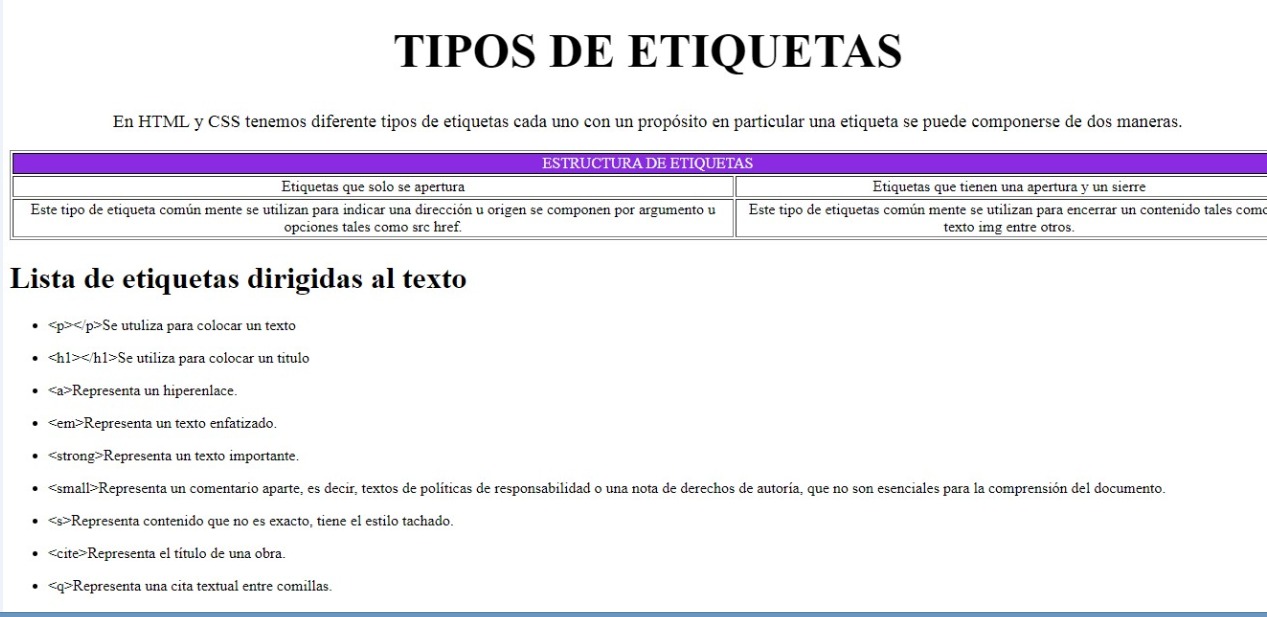 TIPOS DE ETIQUETAS
En HTML y CSS tenemos diferente tipos de etiquetas cada uno con un propósito en particular una etiqueta se puede componerse de dos maneras.
ESTRUCTURA DE ETIQUETAS
Etiquetas que solo se apertura
Etiquetas que tienen una apertura y un sierre
Este tipo de etiqueta común mente se utilizan para indicar una dirección u origen se componen por argumento u
opciones tales como src href.
Este tipo de etiquetas común mente se utilizan para encerrar un contenido tales como
texto img entre otros.
Lista de etiquetas dirigidas al texto
• <p></p>Se utuliza para colocar un texto
• <h1></h1>Se utiliza para colocar un titulo
• <a>Representa un hiperenlace.
• <em>Representa un texto enfatizado.
• <strong>Representa un texto importante.
• <small>Representa un comentario aparte, es decir, textos de políticas de responsabilidad o una nota de derechos de autoría, que no son esenciales para la comprensión del documento.
• <s>Representa contenido que no es exacto, tiene el estilo tachado.
• <cite>Representa el título de una obra.
• <q>Representa una cita textual entre comillas.